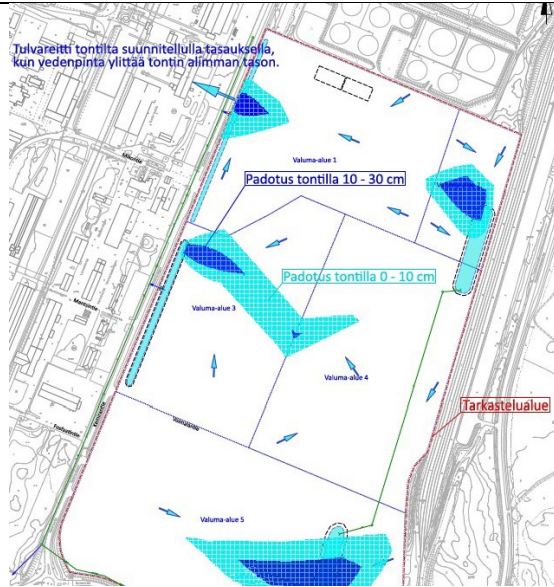 Tulvareitti tontilta suunnitellulla tasauksella,
kun vedenpinta ylittää tontin alimman tason.
Valuma-alue 1
Padotus tontilla 10 - 30 cm
Padotus tontilla 0 - 10 cm
Valuma-alue 3
Valuma-alue 4
Tarkastelualue
Valuma-alue 5